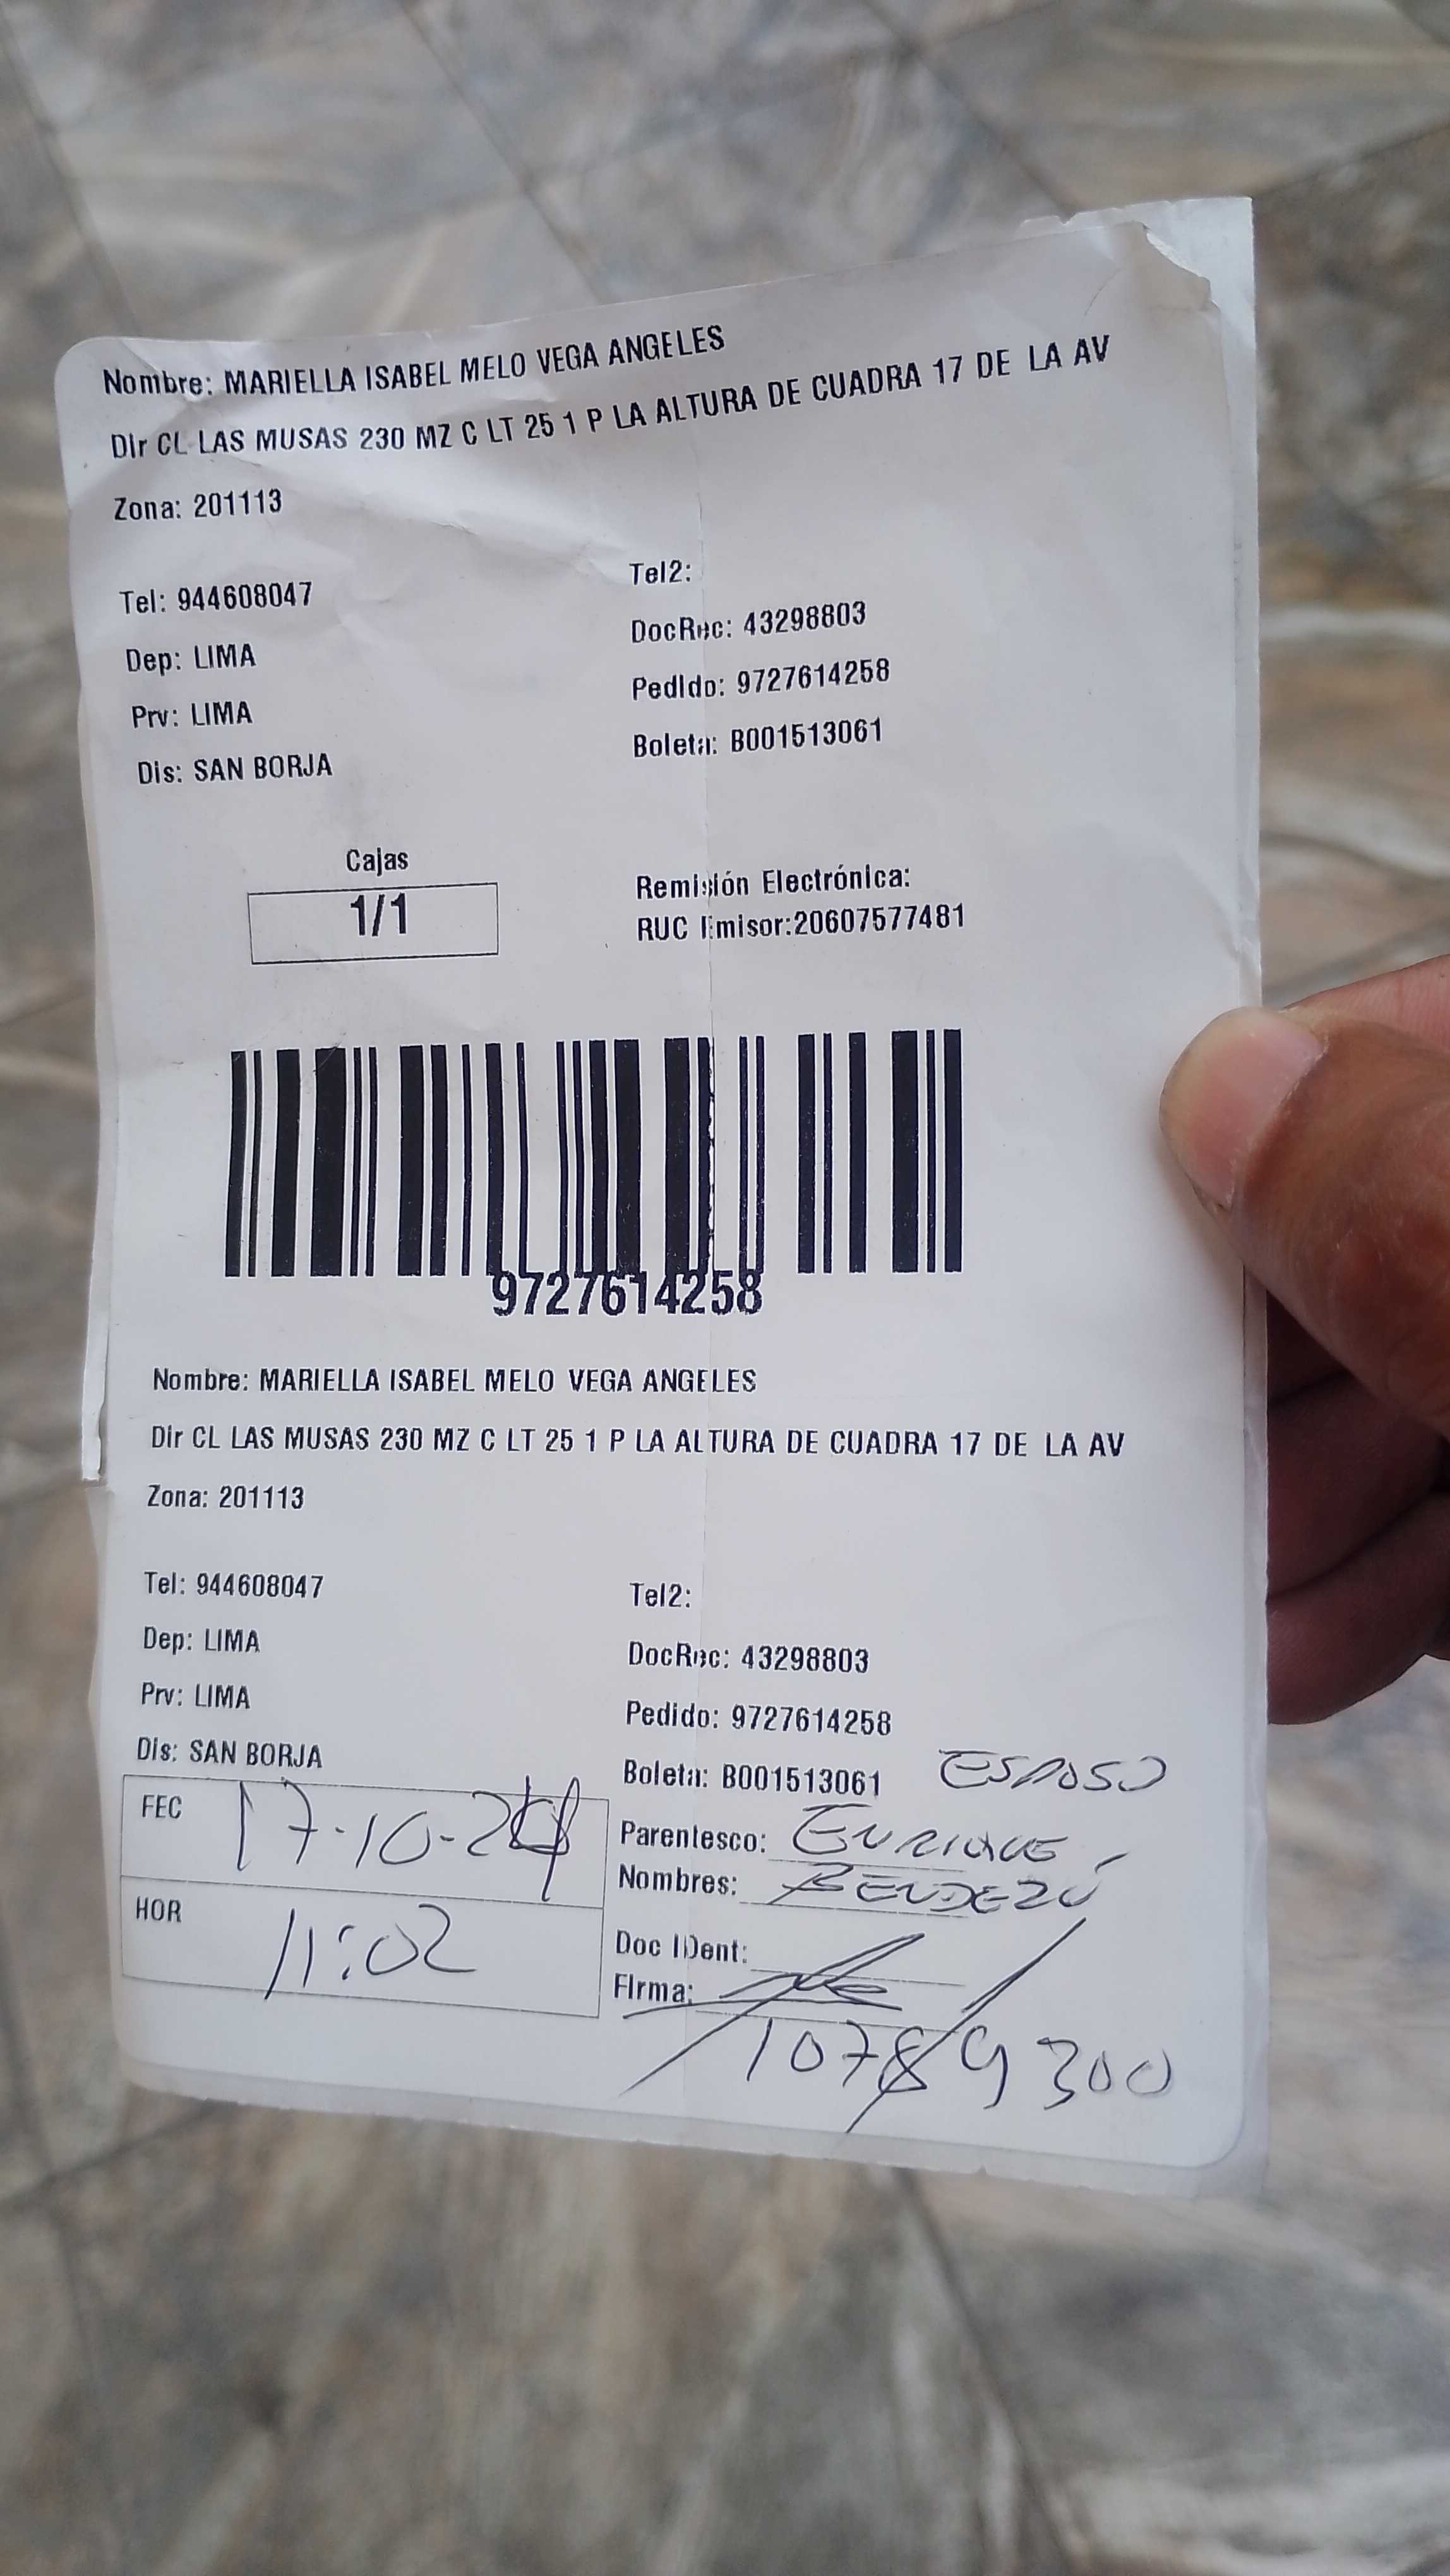 Nombre: MARIELLA ISABEL MELO VEGA ANGELES
Dir CL LAS MUSAS 230 MZ C LT 25 1 P LA ALTURA DE CUADRA 17 DE LA AV
Zona: 201113
Tel: 944608047
Tel2:
Dep: LIMA
DocRec: 43298803
Prv: LIMA
Pedido: 9727614258
Dis: SAN BORJA
Boleta: B001513061
Cajas
1/1
Remisión Electrónica:
RUC Emisor:20607577481
9727614258
Nombre: MARIELLA ISABEL MELO VEGA ANGELES
Dir CL LAS MUSAS 230 MZ C LT 25 1 P LA ALTURA DE CUADRA 17 DE LA AV
Zona: 201113
Tel: 944608047
Tel2:
Dep: LIMA
DocRec: 43298803
Prv: LIMA
Pedido: 9727614258
Dis: SAN BORJA
Boleta: B001513061 ESPOSO
FEC 17-10-24
Parentesco: ENRIQUE
Nombres: BENDEZÚ
HOR 11:02
Doc IDent:
Firma:
10789300